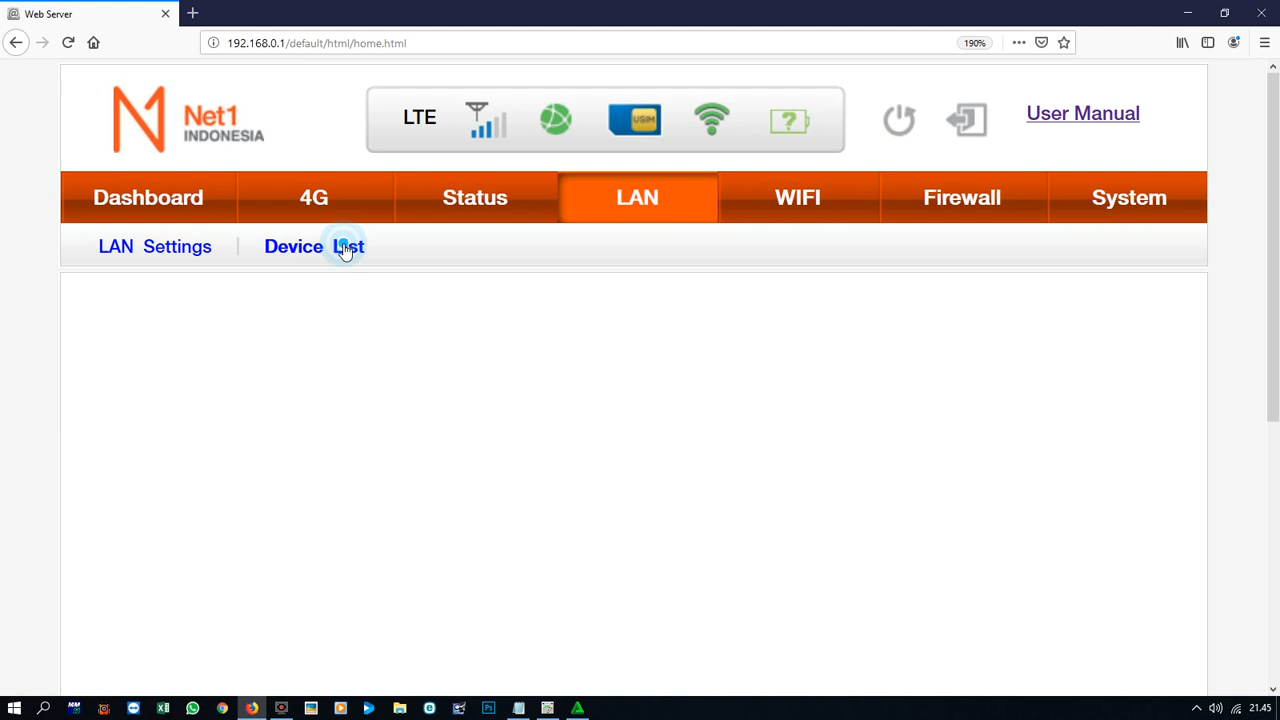 Web Server
192.168.0.1/default/html/home.html
190%
Net1
INDONESIA
LTE
USIM
?
User Manual
Dashboard
4G
Status
LAN
WIFI
Firewall
System
LAN Settings
Device List
21.45